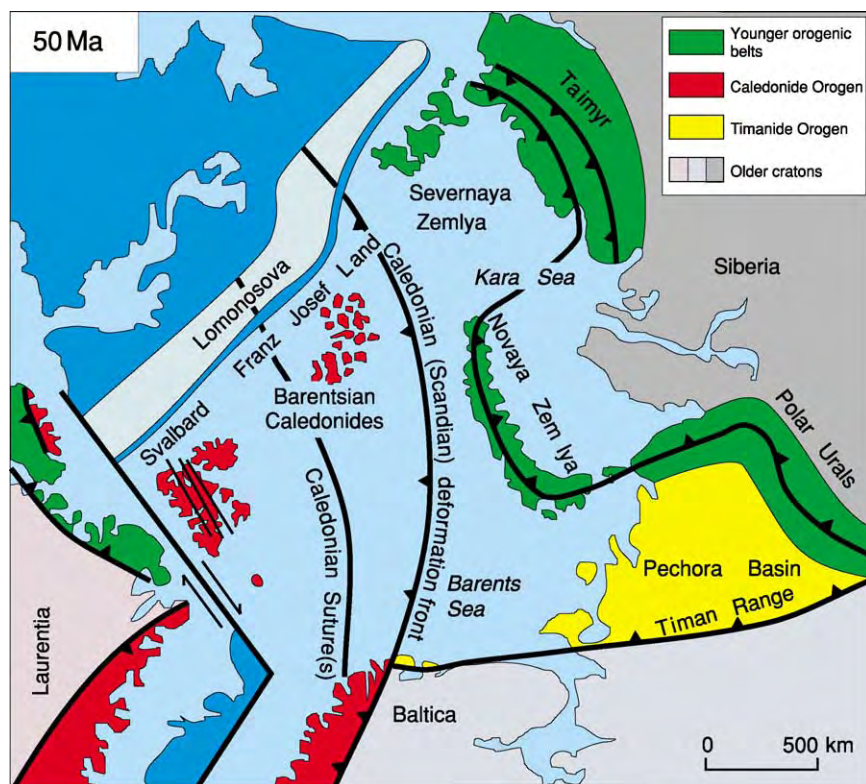 50 Ma
Younger orogenic
belts
Caledonide Orogen
Timanide Orogen
Older cratons
Taimyr
Severnaya
Zemlya
Siberia
Kara Sea
Lomonosova
Franz Josef Land
Caledonian (Scandian) deformation front
Novaya Zemlya
Barentsian
Caledonides
Svalbard
Polar Urals
Caledonian Suture(s)
Barents
Sea
Pechora Basin
Timan Range
Laurentia
Baltica
0 500 km